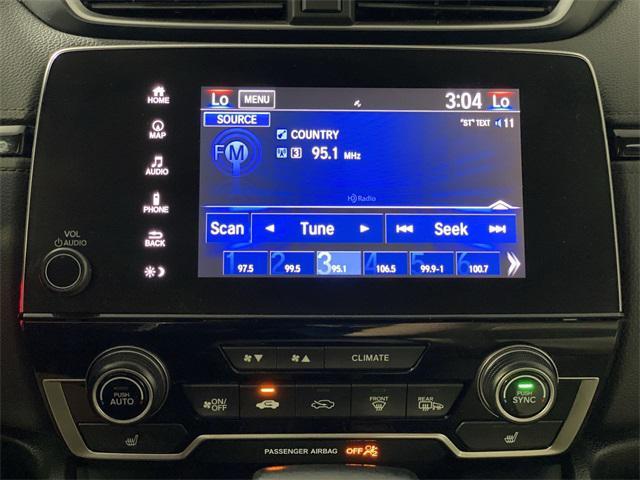 HOME
MAP
AUDIO
PHONE
BACK
VOL
AUDIO
Lo MENU 3:04 Lo
SOURCE "ST" TEXT 11
FM COUNTRY
3 95.1 MHz
HD Radio
Scan Tune Seek
1 97.5 2 99.5 3 95.1 4 106.5 5 99.9-1 6 100.7
CLIMATE
PUSH AUTO
ON/OFF
FRONT
REAR
PUSH SYNC
PASSENGER AIRBAG OFF